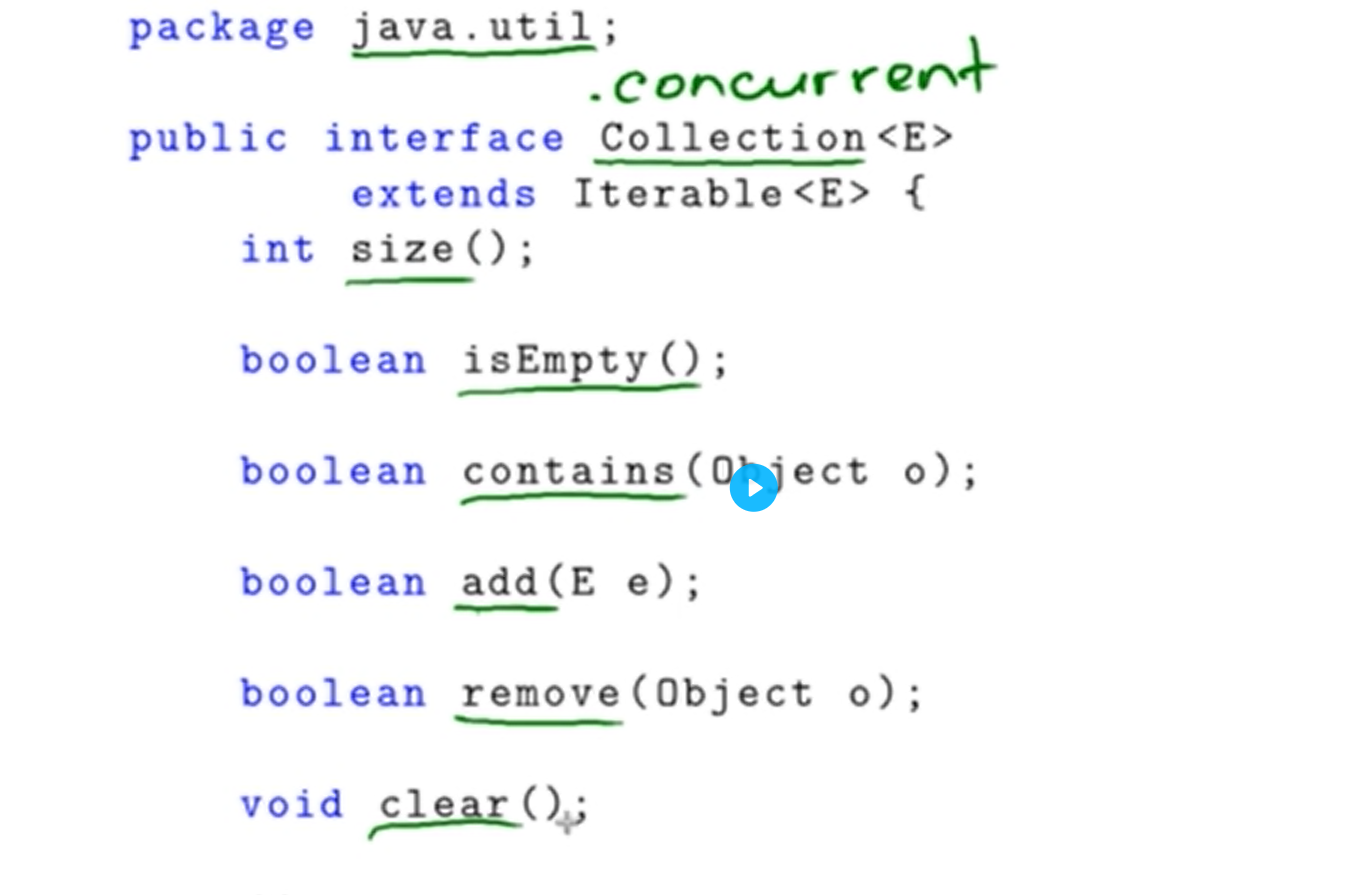 package java.util;
.concurrent
public interface Collection<E>
extends Iterable<E> {
int size();
boolean isEmpty();
boolean contains(Object o);
boolean add(E e);
boolean remove(Object o);
void clear();